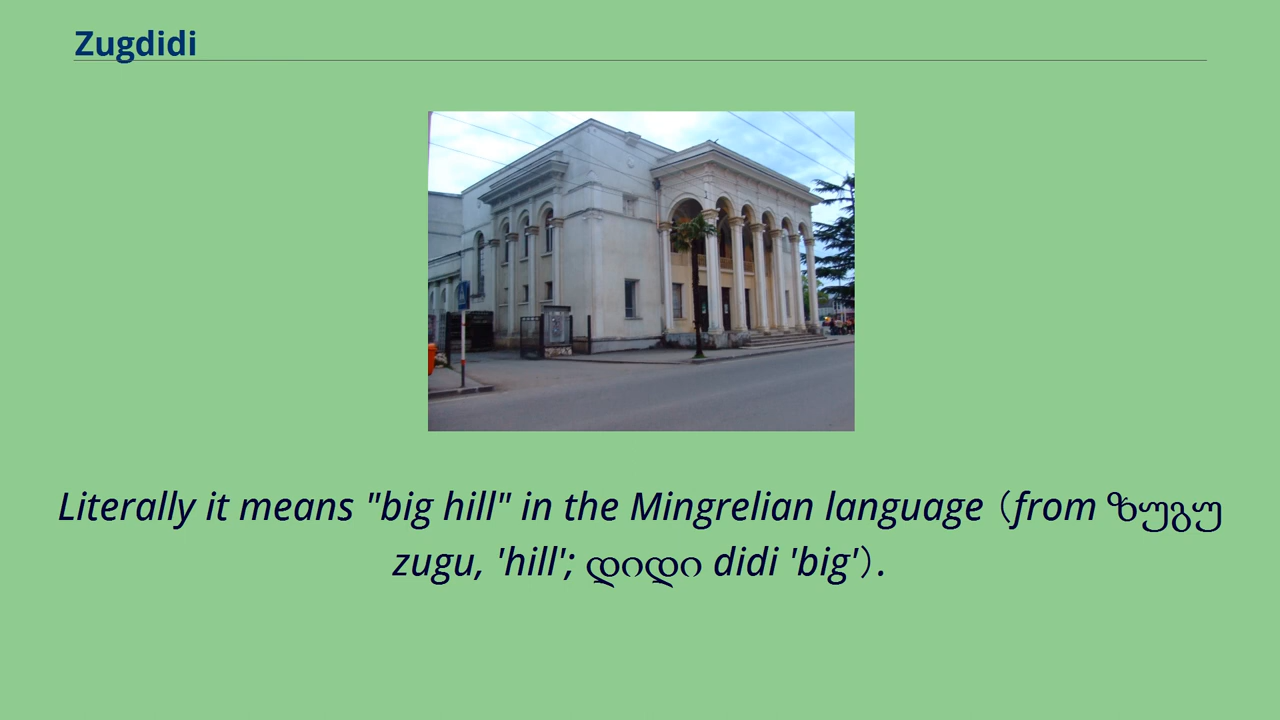 Zugdidi
Literally it means "big hill" in the Mingrelian language (from ზუგუ
zugu, 'hill'; დიდი didi 'big').